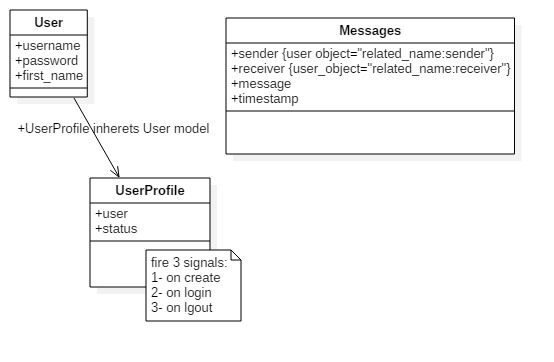 User
+username
+password
+first_name
Messages
+sender {user object="related_name:sender"}
+receiver {user_object="related_name:receiver"}
+message
+timestamp
+UserProfile inherets User model
UserProfile
+user
+status
fire 3 signals:
1- on create
2- on login
3- on lgout